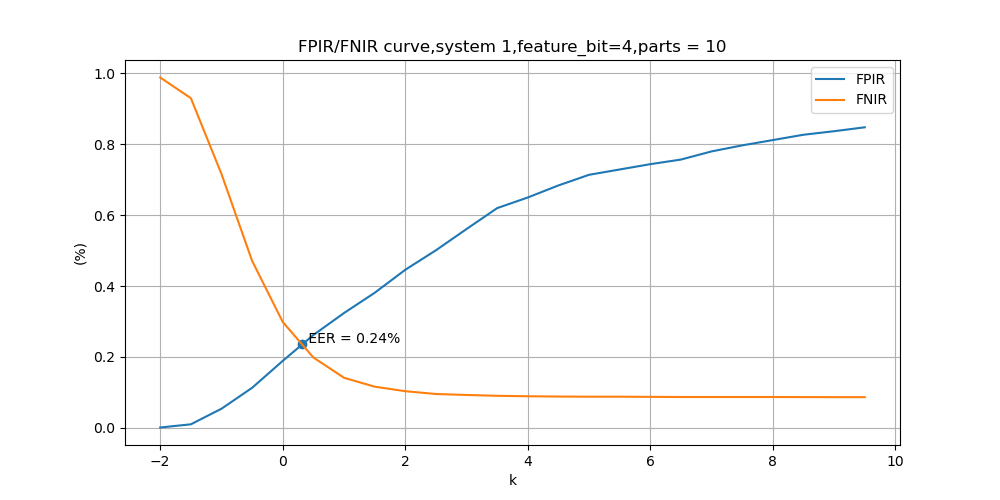 FPIR/FNIR curve,system 1,feature_bit=4,parts = 10
FPIR
FNIR
1.0
0.8
0.6
0.4
0.2
0.0
(%)
EER = 0.24%
−2
0
2
4
6
8
10
k